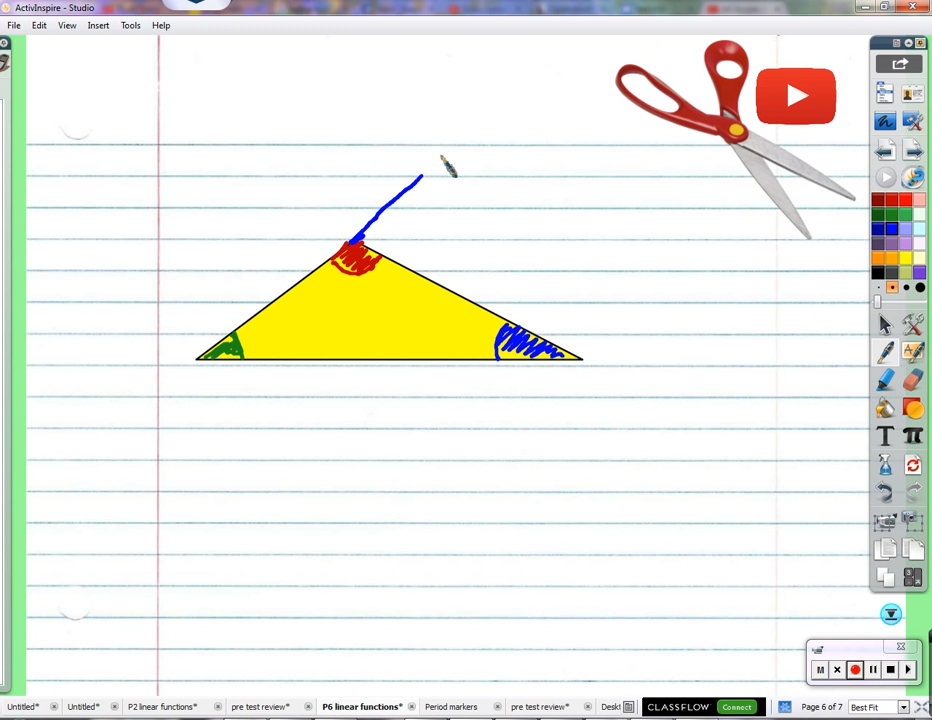 ActivInspire - Studio
File Edit View Insert Tools Help
T π
M
Untitled* Untitled* P2 linear functions* pre test review* P6 linear functions* Period markers pre test review* Deskt CLASSFLOW Connect Page 6 of 7 Best Fit